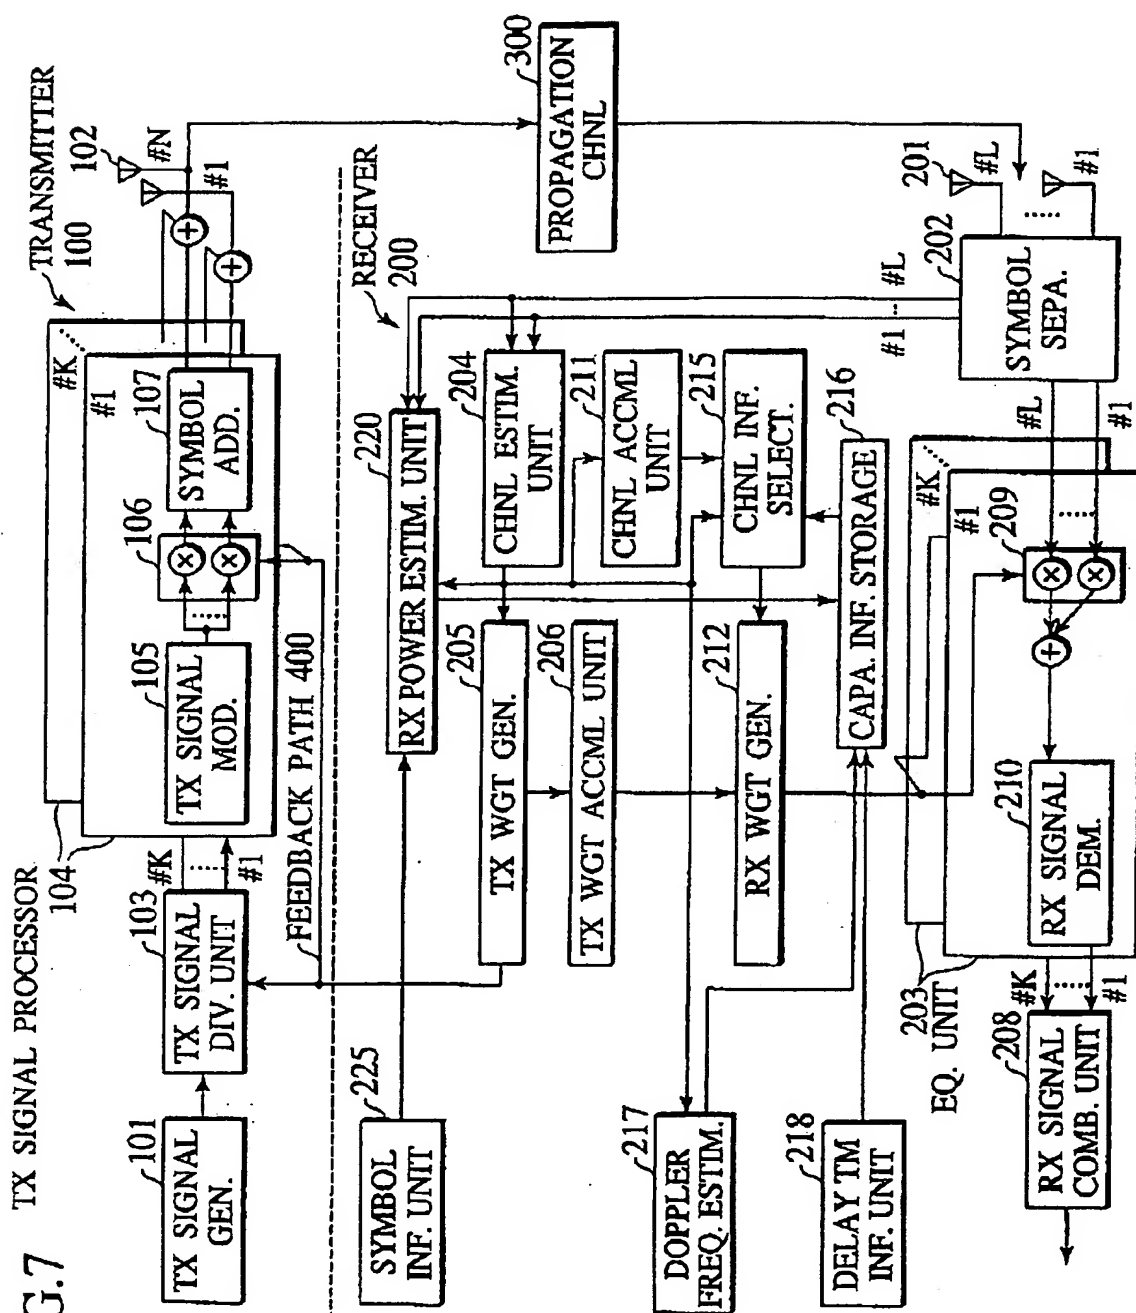 G.7
TX SIGNAL PROCESSOR
104
TRANSMITTER
100
102
#N
#1
#K
#1
101
TX SIGNAL
GEN.
103
TX SIGNAL
DIV. UNIT
#K
#1
105
TX SIGNAL
MOD.
106
107
SYMBOL
ADD.
FEEDBACK PATH 400
300
PROPAGATION
CHNL
RECEIVER
200
225
SYMBOL
INF. UNIT
220
RX POWER ESTIM. UNIT
204
CHNL ESTIM.
UNIT
205
TX WGT GEN.
206
TX WGT ACCML UNIT
211
CHNL ACCML
UNIT
215
CHNL INF.
SELECT.
212
RX WGT GEN.
216
CAPA. INF. STORAGE
217
DOPPLER
FREQ. ESTIM.
218
DELAY TM
INF. UNIT
#1
#L
201
#L
#1
202
SYMBOL
SEPA.
#L
#1
#K
#1
209
210
RX SIGNAL
DEM.
203
EQ. UNIT
#K
#1
208
RX SIGNAL
COMB. UNIT